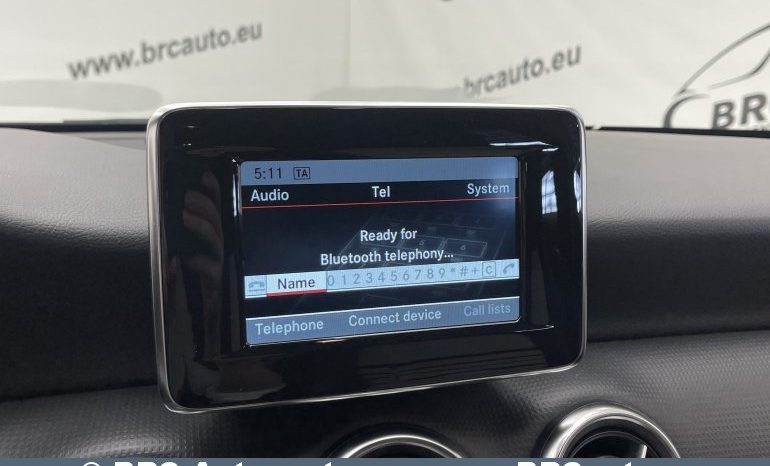 www.brcauto.eu
www.brcauto.eu
BR
5:11 TA
Audio Tel System
Ready for
Bluetooth telephony...
Name 0 1 2 3 4 5 6 7 8 9 * # + C
Telephone Connect device Call lists